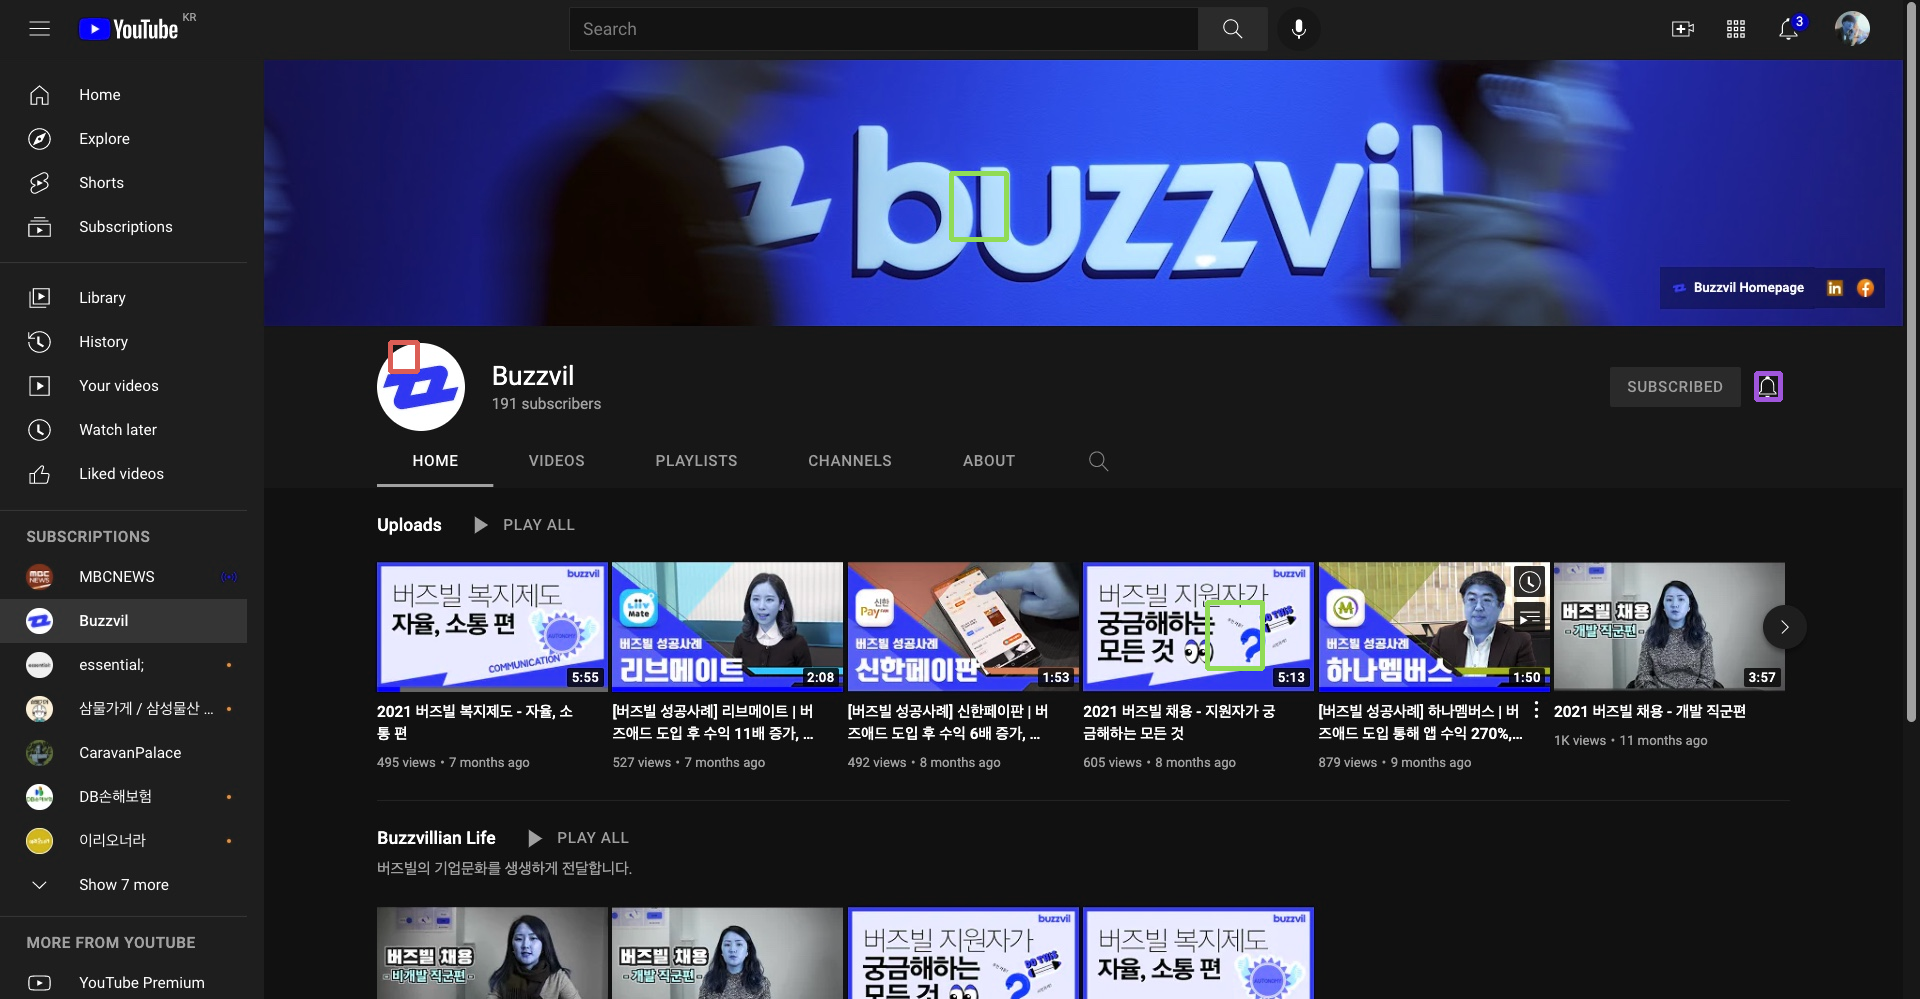 YouTube KR
Search
3
Home
Explore
Shorts
Subscriptions
Library
History
Your videos
Watch later
Liked videos
SUBSCRIPTIONS
MBCNEWS
Buzzvil
essential;
삼물가게 / 삼성물산 ...
CaravanPalace
DB손해보험
이리오너라
Show 7 more
MORE FROM YOUTUBE
YouTube Premium
buzzvil
Buzzvil Homepage
in
f
Buzzvil
191 subscribers
SUBSCRIBED
HOME VIDEOS PLAYLISTS CHANNELS ABOUT
Uploads PLAY ALL
buzzvil
버즈빌 복지제도
자율, 소통 편
AUTONOMY
COMMUNICATION
5:55
2021 버즈빌 복지제도 - 자율, 소
통 편
495 views • 7 months ago
liiv
Mate
버즈빌 성공사례
리브메이트
2:08
[버즈빌 성공사례] 리브메이트 | 버
즈애드 도입 후 수익 11배 증가, ...
527 views • 7 months ago
신한
Pay
버즈빌 성공사례
신한페이판
1:53
[버즈빌 성공사례] 신한페이판 | 버
즈애드 도입 후 수익 6배 증가, ...
492 views • 8 months ago
buzzvil
버즈빌 지원자가
궁금해하는
모든 것
?
DO THIS
5:13
2021 버즈빌 채용 - 지원자가 궁
금해하는 모든 것
605 views • 8 months ago
M
버즈빌 성공사례
하나멤버스
1:50
[버즈빌 성공사례] 하나멤버스 | 버
즈애드 도입 통해 앱 수익 270%,...
879 views • 9 months ago
버즈빌 채용
- 개발 직군편 -
3:57
2021 버즈빌 채용 - 개발 직군편
1K views • 11 months ago
Buzzvillian Life PLAY ALL
버즈빌의 기업문화를 생생하게 전달합니다.
버즈빌 채용
- 비개발 직군편 -
버즈빌 채용
- 개발 직군편 -
buzzvil
버즈빌 지원자가
궁금해하는
모든 것
?
DO THIS
buzzvil
버즈빌 복지제도
자율, 소통 편
AUTONOMY